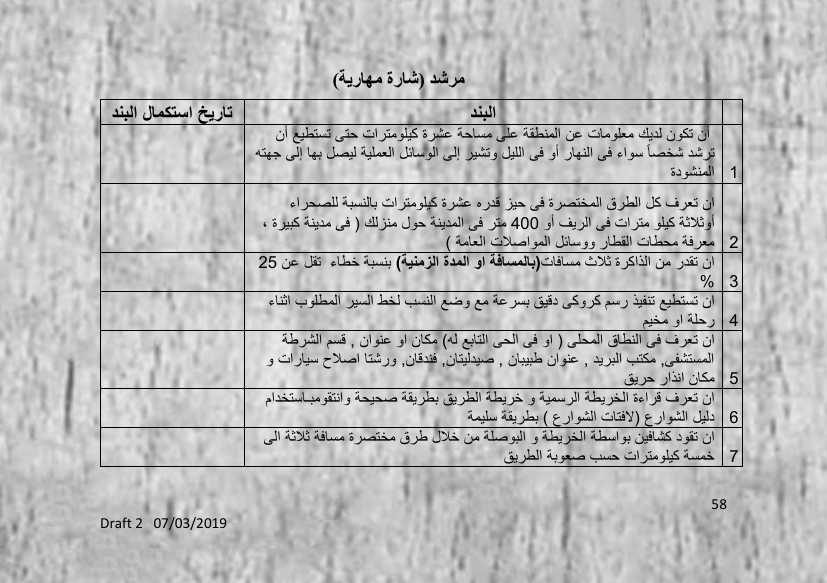 مرشد (شارة مهارية)
البند
تاريخ استكمال البند
أن تكون لديك معلومات عن المنطقة على مساحة عشرة كيلومترات حتى تستطيع أن
ترشد شخصاً سواء فى النهار أو فى الليل وتشير إلى الوسائل العملية ليصل بها إلى جهته
1 المنشودة
ان تعرف كل الطرق المختصرة في حيز قدره عشرة كيلومترات بالنسبة للصحراء
أوثلاثة كيلو مترات فى الريف أو 400 متر فى المدينة حول منزلك ( فى مدينة كبيرة ،
2 معرفة محطات القطار ووسائل المواصلات العامة )
ان تقدر من الذاكرة ثلاث مسافات(بالمسافة او المدة الزمنية) بنسبة خطاء تقل عن 25
3 %
ان تستطيع تنفيذ رسم كروكى دقيق بسرعة مع وضع النسب لخط السير المطلوب اثناء
4 رحلة او مخيم
ان تعرف فى النطاق المحلى ( او فى الحى التابع له) مكان او عنوان , قسم الشرطة
المستشفى, مكتب البريد , عنوان طبيبان , صيدليتان, فندقان, ورشتا اصلاح سيارات و
5 مكان انذار حريق
ان تعرف قراءة الخريطة الرسمية و خريطة الطريق بطريقة صحيحة وانتقومباستخدام
6 دليل الشوارع (لافتات الشوارع ) بطريقة سليمة
ان تقود كشافين بواسطة الخريطة و البوصلة من خلال طرق مختصرة مسافة ثلاثة الى
7 خمسة كيلومترات حسب صعوبة الطريق
58
Draft 2 07/03/2019